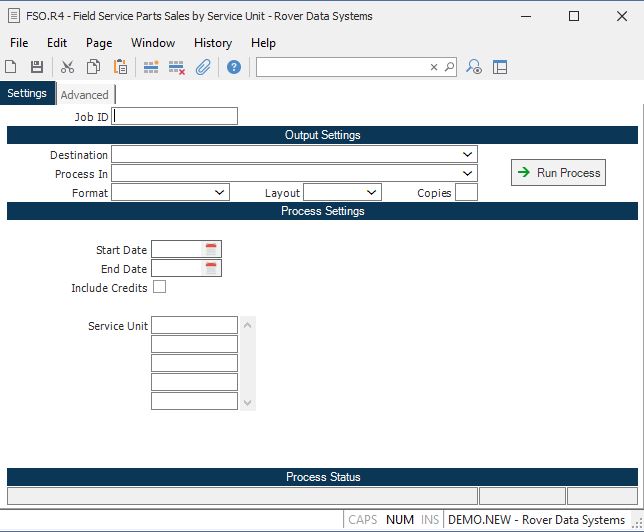 FSO.R4 - Field Service Parts Sales by Service Unit - Rover Data Systems
File Edit Page Window History Help
Settings Advanced
Job ID
Output Settings
Destination
Process In
Run Process
Format Layout Copies
Process Settings
Start Date
End Date
Include Credits
Service Unit
Process Status
CAPS NUM INS DEMO.NEW - Rover Data Systems